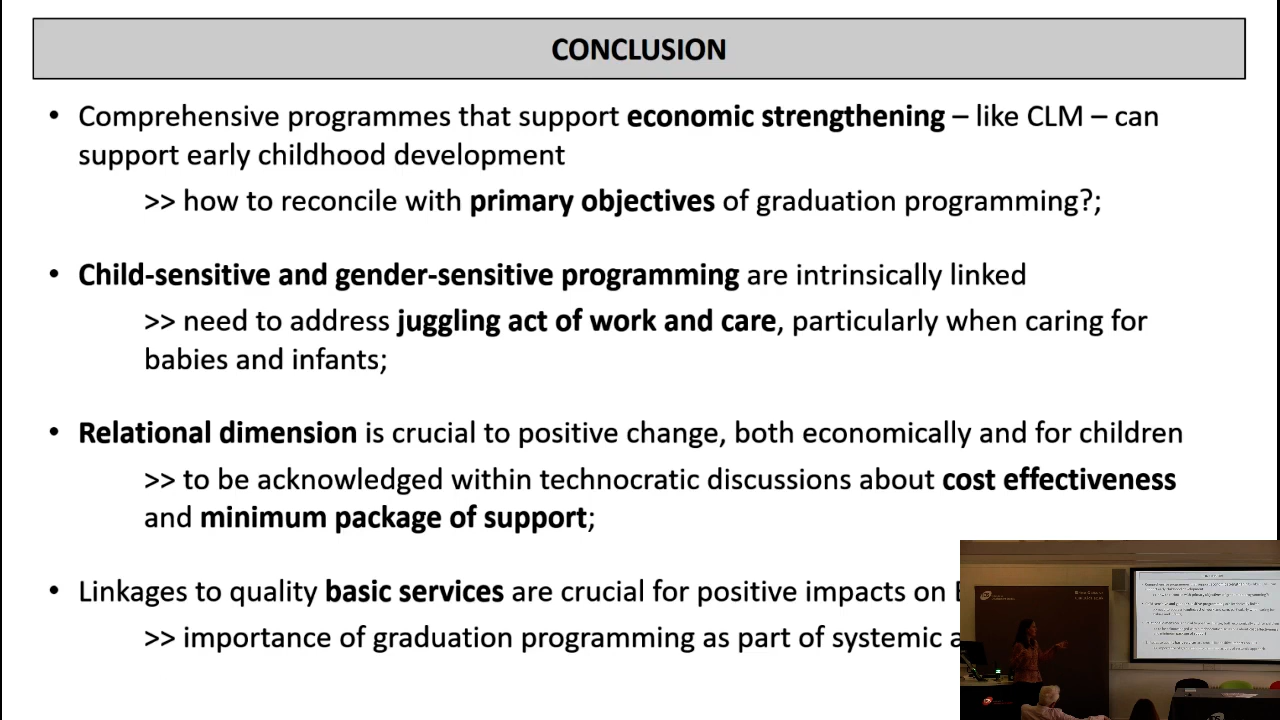 CONCLUSION
• Comprehensive programmes that support economic strengthening – like CLM – can
support early childhood development
>> how to reconcile with primary objectives of graduation programming?;
• Child-sensitive and gender-sensitive programming are intrinsically linked
>> need to address juggling act of work and care, particularly when caring for
babies and infants;
• Relational dimension is crucial to positive change, both economically and for children
>> to be acknowledged within technocratic discussions about cost effectiveness
and minimum package of support;
• Linkages to quality basic services are crucial for positive impacts on
>> importance of graduation programming as part of systemic